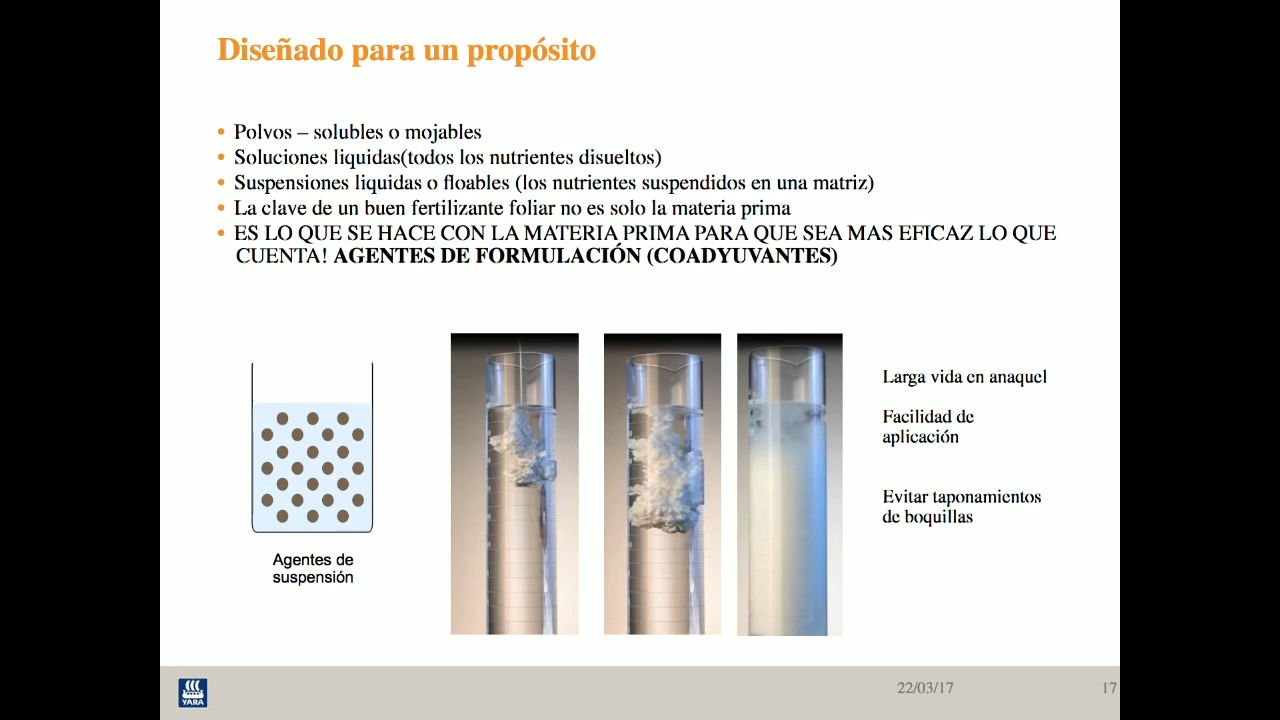 Diseñado para un propósito
• Polvos – solubles o mojables
• Soluciones liquidas(todos los nutrientes disueltos)
• Suspensiones liquidas o floables (los nutrientes suspendidos en una matriz)
• La clave de un buen fertilizante foliar no es solo la materia prima
• ES LO QUE SE HACE CON LA MATERIA PRIMA PARA QUE SEA MAS EFICAZ LO QUE
CUENTA! AGENTES DE FORMULACIÓN (COADYUVANTES)
Agentes de
suspensión
Larga vida en anaquel
Facilidad de
aplicación
Evitar taponamientos
de boquillas
YARA
22/03/17
17